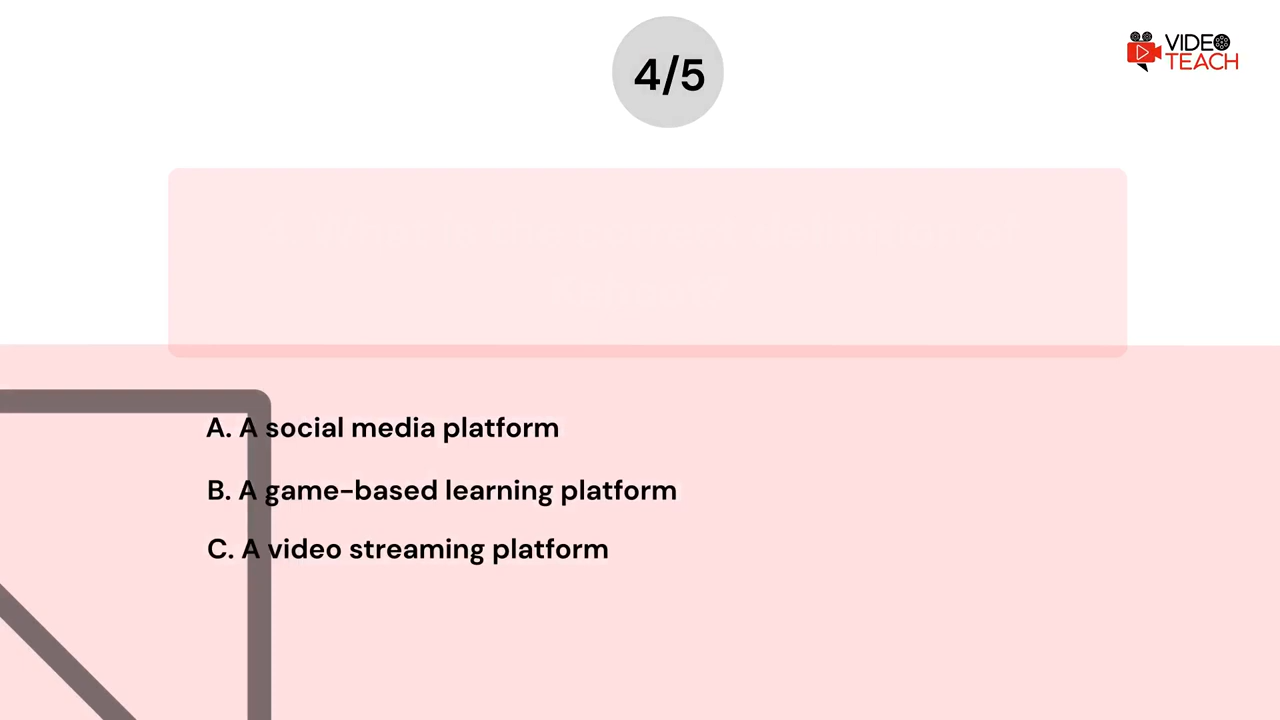 4/5
VIDEO
TEACH
A. A social media platform
B. A game-based learning platform
C. A video streaming platform